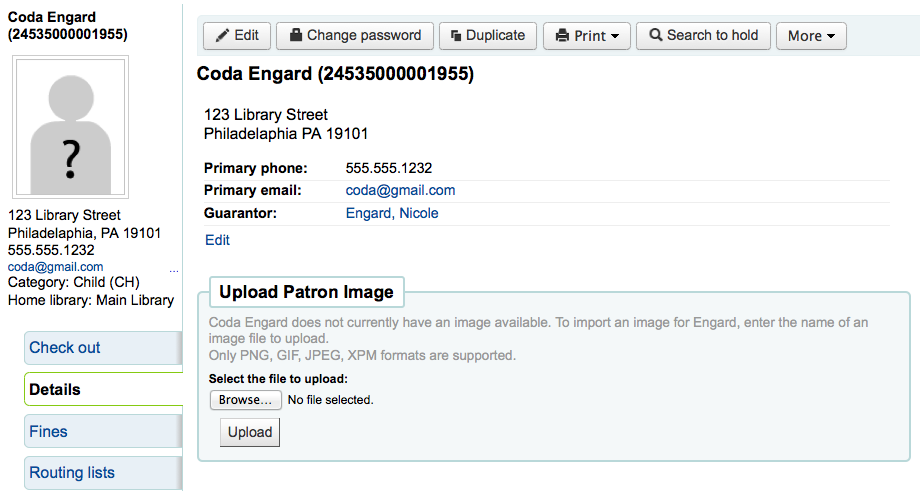 Coda Engard
(24535000001955)
?
123 Library Street
Philadelaphia, PA 19101
555.555.1232
coda@gmail.com ...
Category: Child (CH)
Home library: Main Library
Check out
Details
Fines
Routing lists
Edit Change password Duplicate Print Search to hold More
Coda Engard (24535000001955)
123 Library Street
Philadelaphia PA 19101
Primary phone: 555.555.1232
Primary email: coda@gmail.com
Guarantor: Engard, Nicole
Edit
Upload Patron Image
Coda Engard does not currently have an image available. To import an image for Engard, enter the name of an
image file to upload.
Only PNG, GIF, JPEG, XPM formats are supported.
Select the file to upload:
Browse... No file selected.
Upload